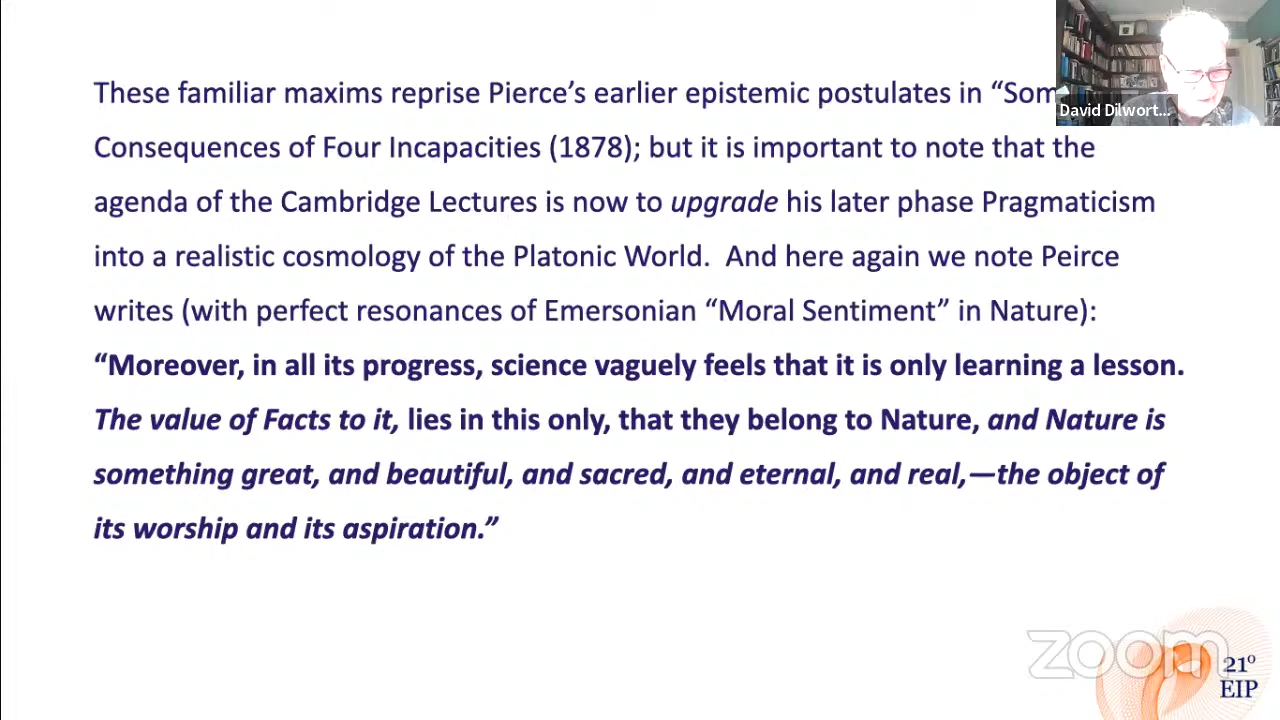 These familiar maxims reprise Pierce’s earlier epistemic postulates in “Som
Consequences of Four Incapacities (1878); but it is important to note that the
agenda of the Cambridge Lectures is now to upgrade his later phase Pragmaticism
into a realistic cosmology of the Platonic World.  And here again we note Peirce
writes (with perfect resonances of Emersonian “Moral Sentiment” in Nature):
“Moreover, in all its progress, science vaguely feels that it is only learning a lesson.
The value of Facts to it, lies in this only, that they belong to Nature, and Nature is
something great, and beautiful, and sacred, and eternal, and real,—the object of
its worship and its aspiration.”
David Dilwort...
zoom
21º
EIP